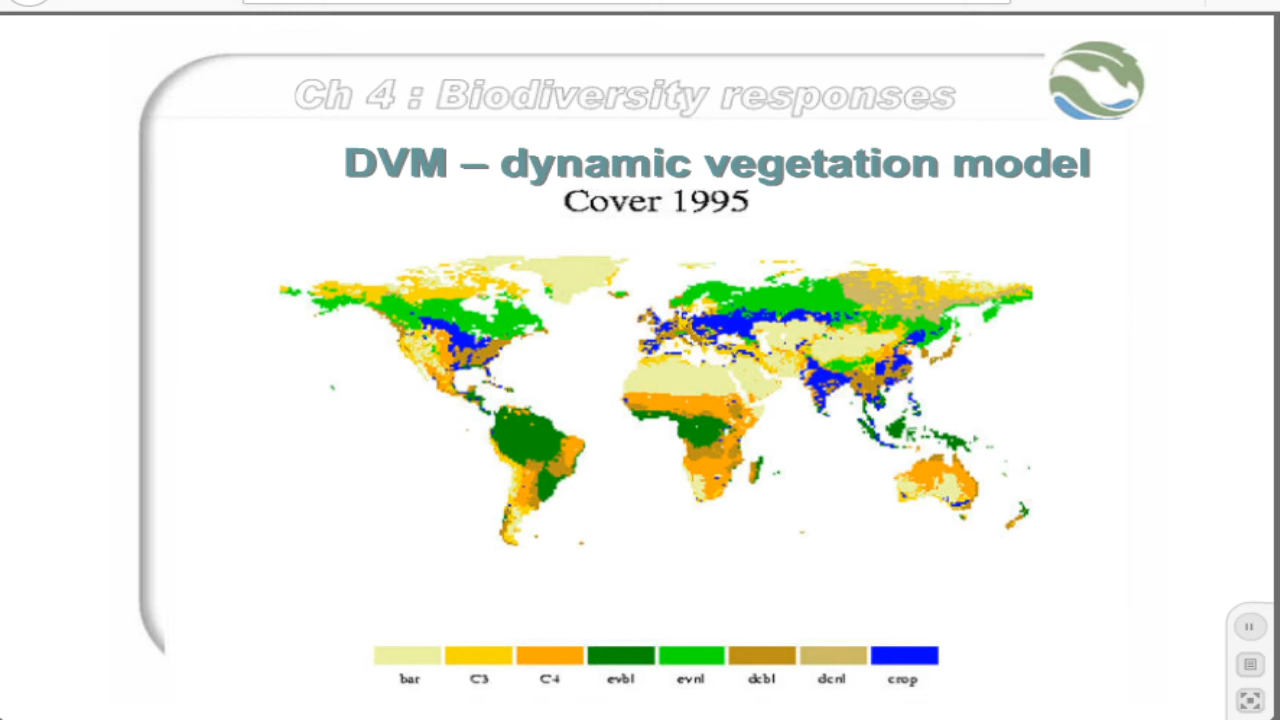 Ch 4 : Biodiversity responses
DVM – dynamic vegetation model
Cover 1995
bar C3 C4 evbl evnl dcbl dcnl crop